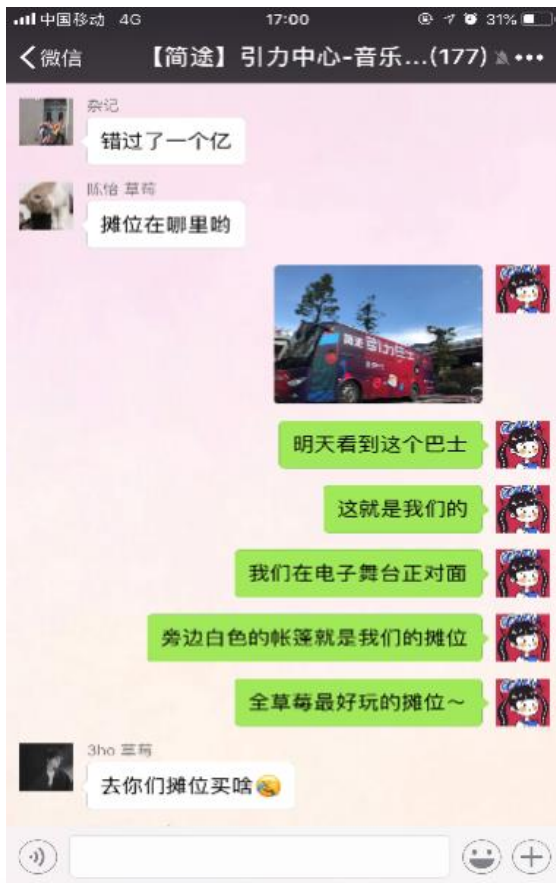 中国移动 4G 17:00 31%
微信 【简途】引力中心-音乐...(177)
杂记
错过了一个亿
陈怡 草莓
摊位在哪里哟
简途 引力巴士
明天看到这个巴士
这就是我们的
我们在电子舞台正对面
旁边白色的帐篷就是我们的摊位
全草莓最好玩的摊位～
3ho 草莓
去你们摊位买啥